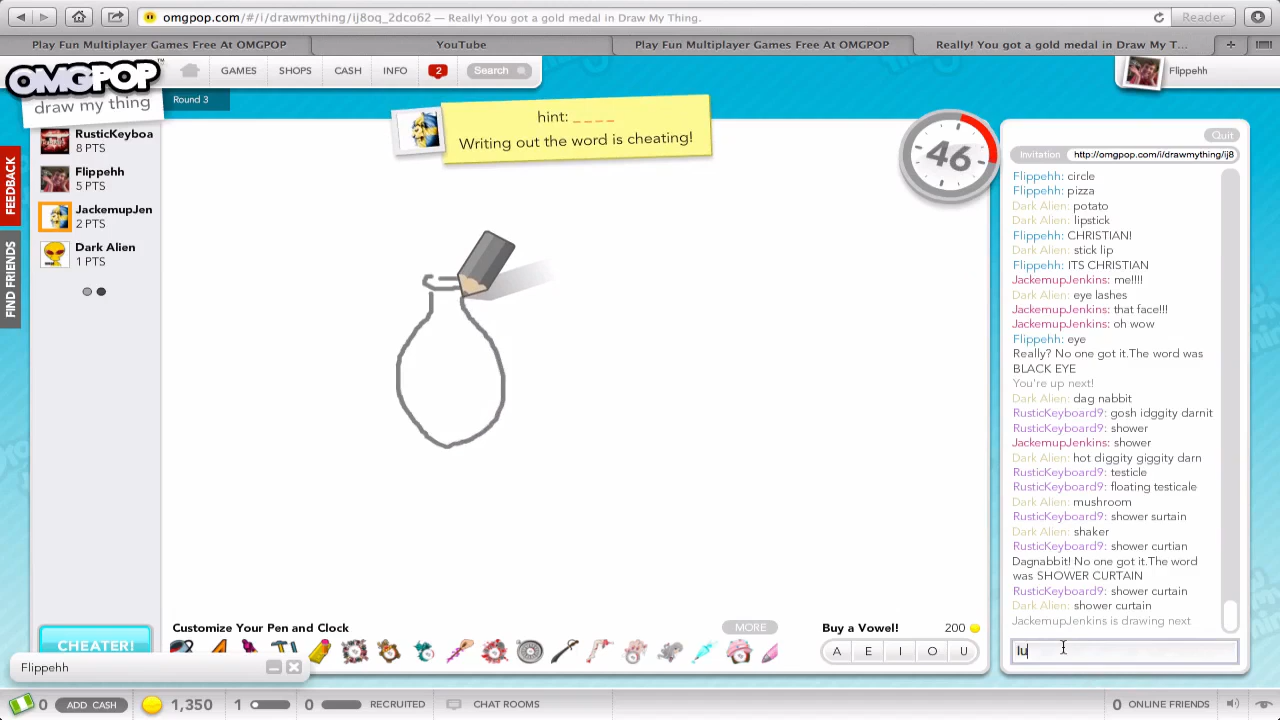 omgpop.com/#/i/drawmything/ij8oq_2dco62 — Really! You got a gold medal in Draw My Thing.
Reader
Play Fun Multiplayer Games Free At OMGPOP
YouTube
Play Fun Multiplayer Games Free At OMGPOP
Really! You got a gold medal in Draw My T...
OMGPOP
™
GAMES
SHOPS
CASH
INFO
2
Search
Flippehh
draw my thing
Round 3
FEEDBACK
FIND FRIENDS
RusticKeyboa
8 PTS
Flippehh
5 PTS
JackemupJen
2 PTS
Dark Alien
1 PTS
hint: _ _ _ _
Writing out the word is cheating!
46
Quit
Invitation http://omgpop.com/i/drawmything/ij8
Flippehh: circle
Flippehh: pizza
Dark Alien: potato
Dark Alien: lipstick
Flippehh: CHRISTIAN!
Dark Alien: stick lip
Flippehh: ITS CHRISTIAN
JackemupJenkins: me!!!!
Dark Alien: eye lashes
JackemupJenkins: that face!!!
JackemupJenkins: oh wow
Flippehh: eye
Really? No one got it.The word was
BLACK EYE
You're up next!
Dark Alien: dag nabbit
RusticKeyboard9: gosh idggity darnit
RusticKeyboard9: shower
JackemupJenkins: shower
Dark Alien: hot diggity giggity darn
RusticKeyboard9: testicle
RusticKeyboard9: floating testicale
Dark Alien: mushroom
RusticKeyboard9: shower surtain
Dark Alien: shaker
RusticKeyboard9: shower curtian
Dagnabbit! No one got it.The word
was SHOWER CURTAIN
RusticKeyboard9: shower curtain
Dark Alien: shower curtain
JackemupJenkins is drawing next
lu
Customize Your Pen and Clock
MORE
Buy a Vowel!
200
A E I O U
CHEATER!
Flippehh
0
ADD CASH
1,350
1
0
RECRUITED
CHAT ROOMS
0 ONLINE FRIENDS